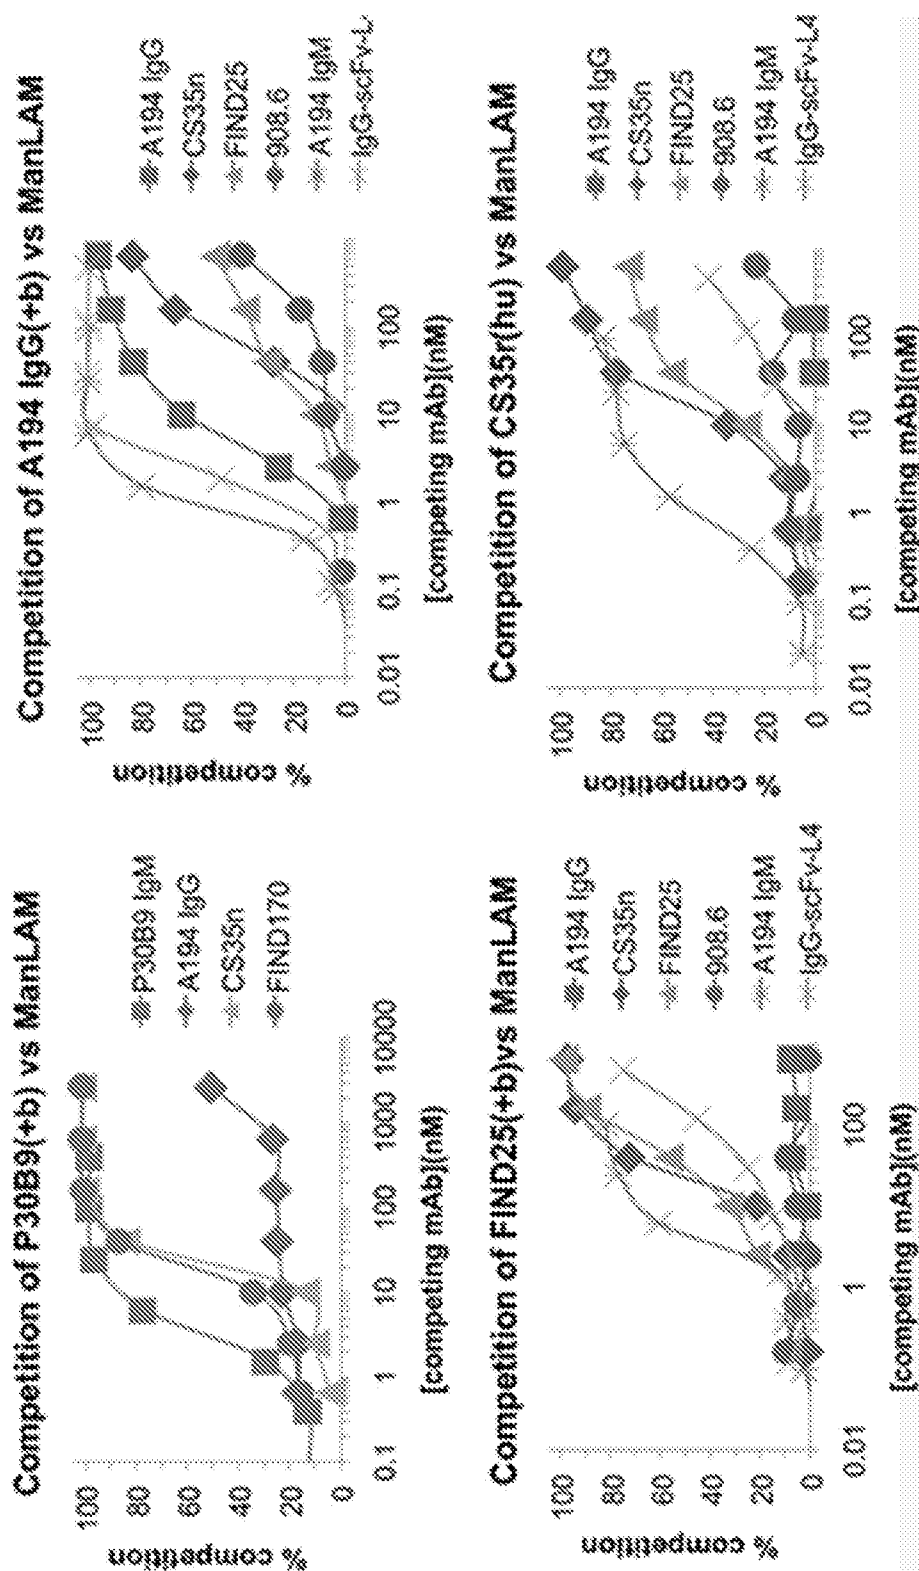 Competition of P30B9(+b) vs ManLAM
% competition
100
80
60
40
20
0
0.1
1
10
100
1000
10000
[competing mAb](nM)
P30B9 IgM
A194 IgG
CS35n
FIND170
Competition of A194 IgG(+b) vs ManLAM
% competition
100
80
60
40
20
0
0.01
0.1
1
10
100
[competing mAb](nM)
A194 IgG
CS35n
FIND25
908.6
A194 IgM
IgG-scFv-L
Competition of FIND25(+b)vs ManLAM
% competition
100
80
60
40
20
0
0.01
1
100
[competing mAb](nM)
A194 IgG
CS35n
FIND25
908.6
A194 IgM
IgG-scFv-L4
Competition of CS35r(hu) vs ManLAM
% competition
100
80
60
40
20
0
0.01
0.1
1
10
100
[competing mAb](nM)
A194 IgG
CS35n
FIND25
908.6
A194 IgM
IgG-scFv-L4